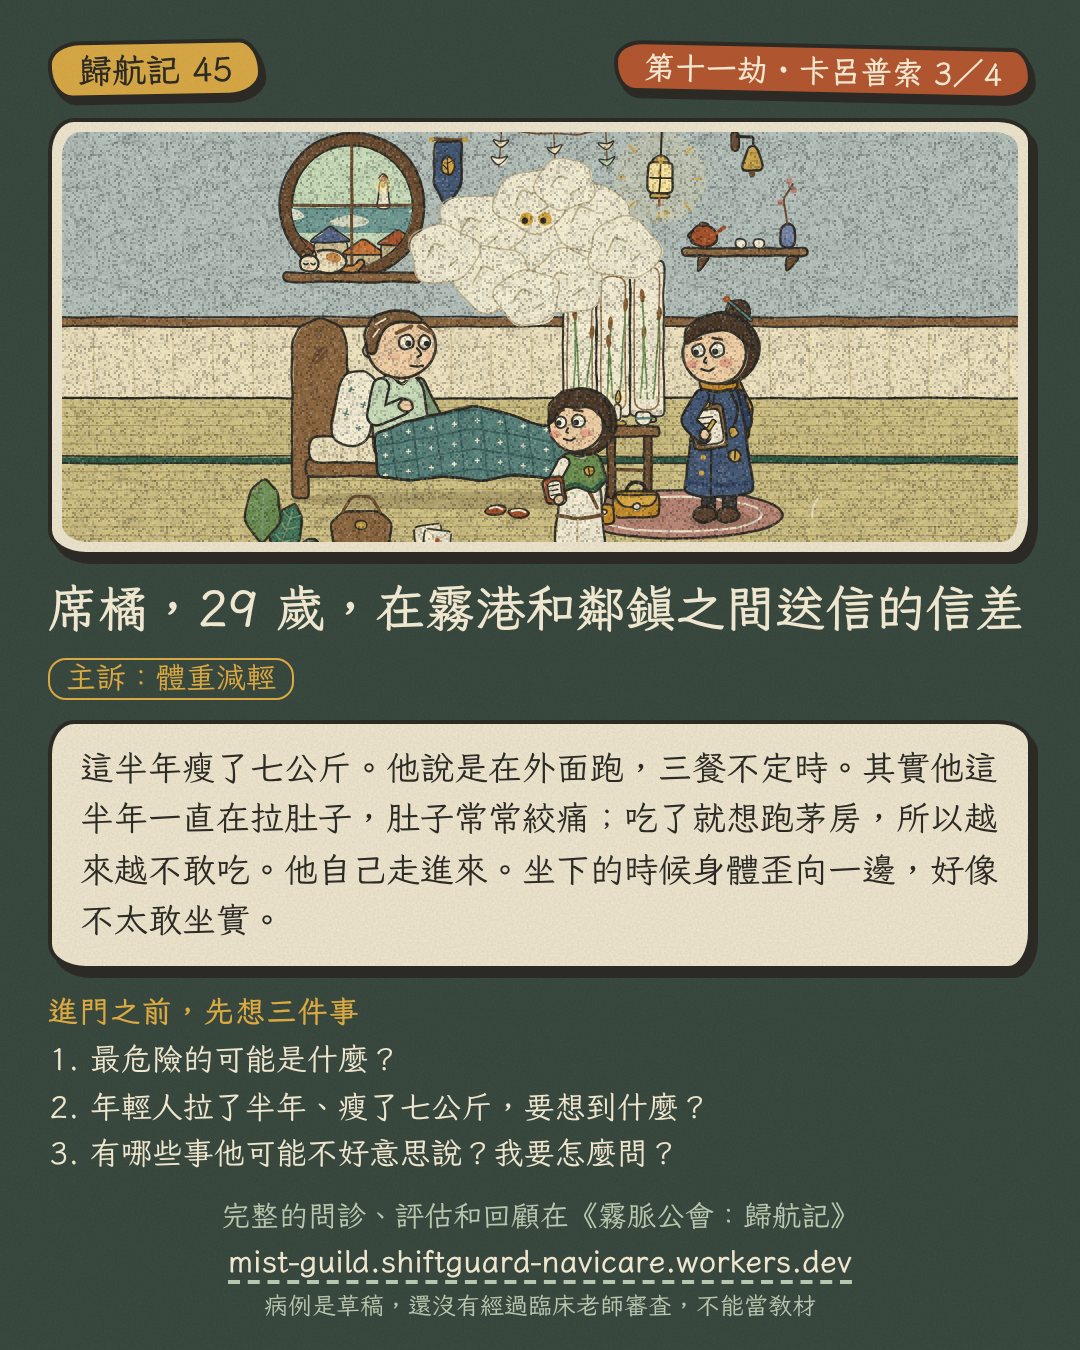 歸航記 45
第十一劫・卡呂普索 3／4
席橘，29 歲，在霧港和鄰鎮之間送信的信差
主訴：體重減輕
這半年瘦了七公斤。他說是在外面跑，三餐不定時。其實他這
半年一直在拉肚子，肚子常常絞痛；吃了就想跑茅房，所以越
來越不敢吃。他自己走進來。坐下的時候身體歪向一邊，好像
不太敢坐實。
進門之前，先想三件事
1. 最危險的可能是什麼？
2. 年輕人拉了半年、瘦了七公斤，要想到什麼？
3. 有哪些事他可能不好意思說？我要怎麼問？
完整的問診、評估和回顧在《霧脈公會：歸航記》
mist-guild.shiftguard-navicare.workers.dev
病例是草稿，還沒有經過臨床老師審查，不能當教材